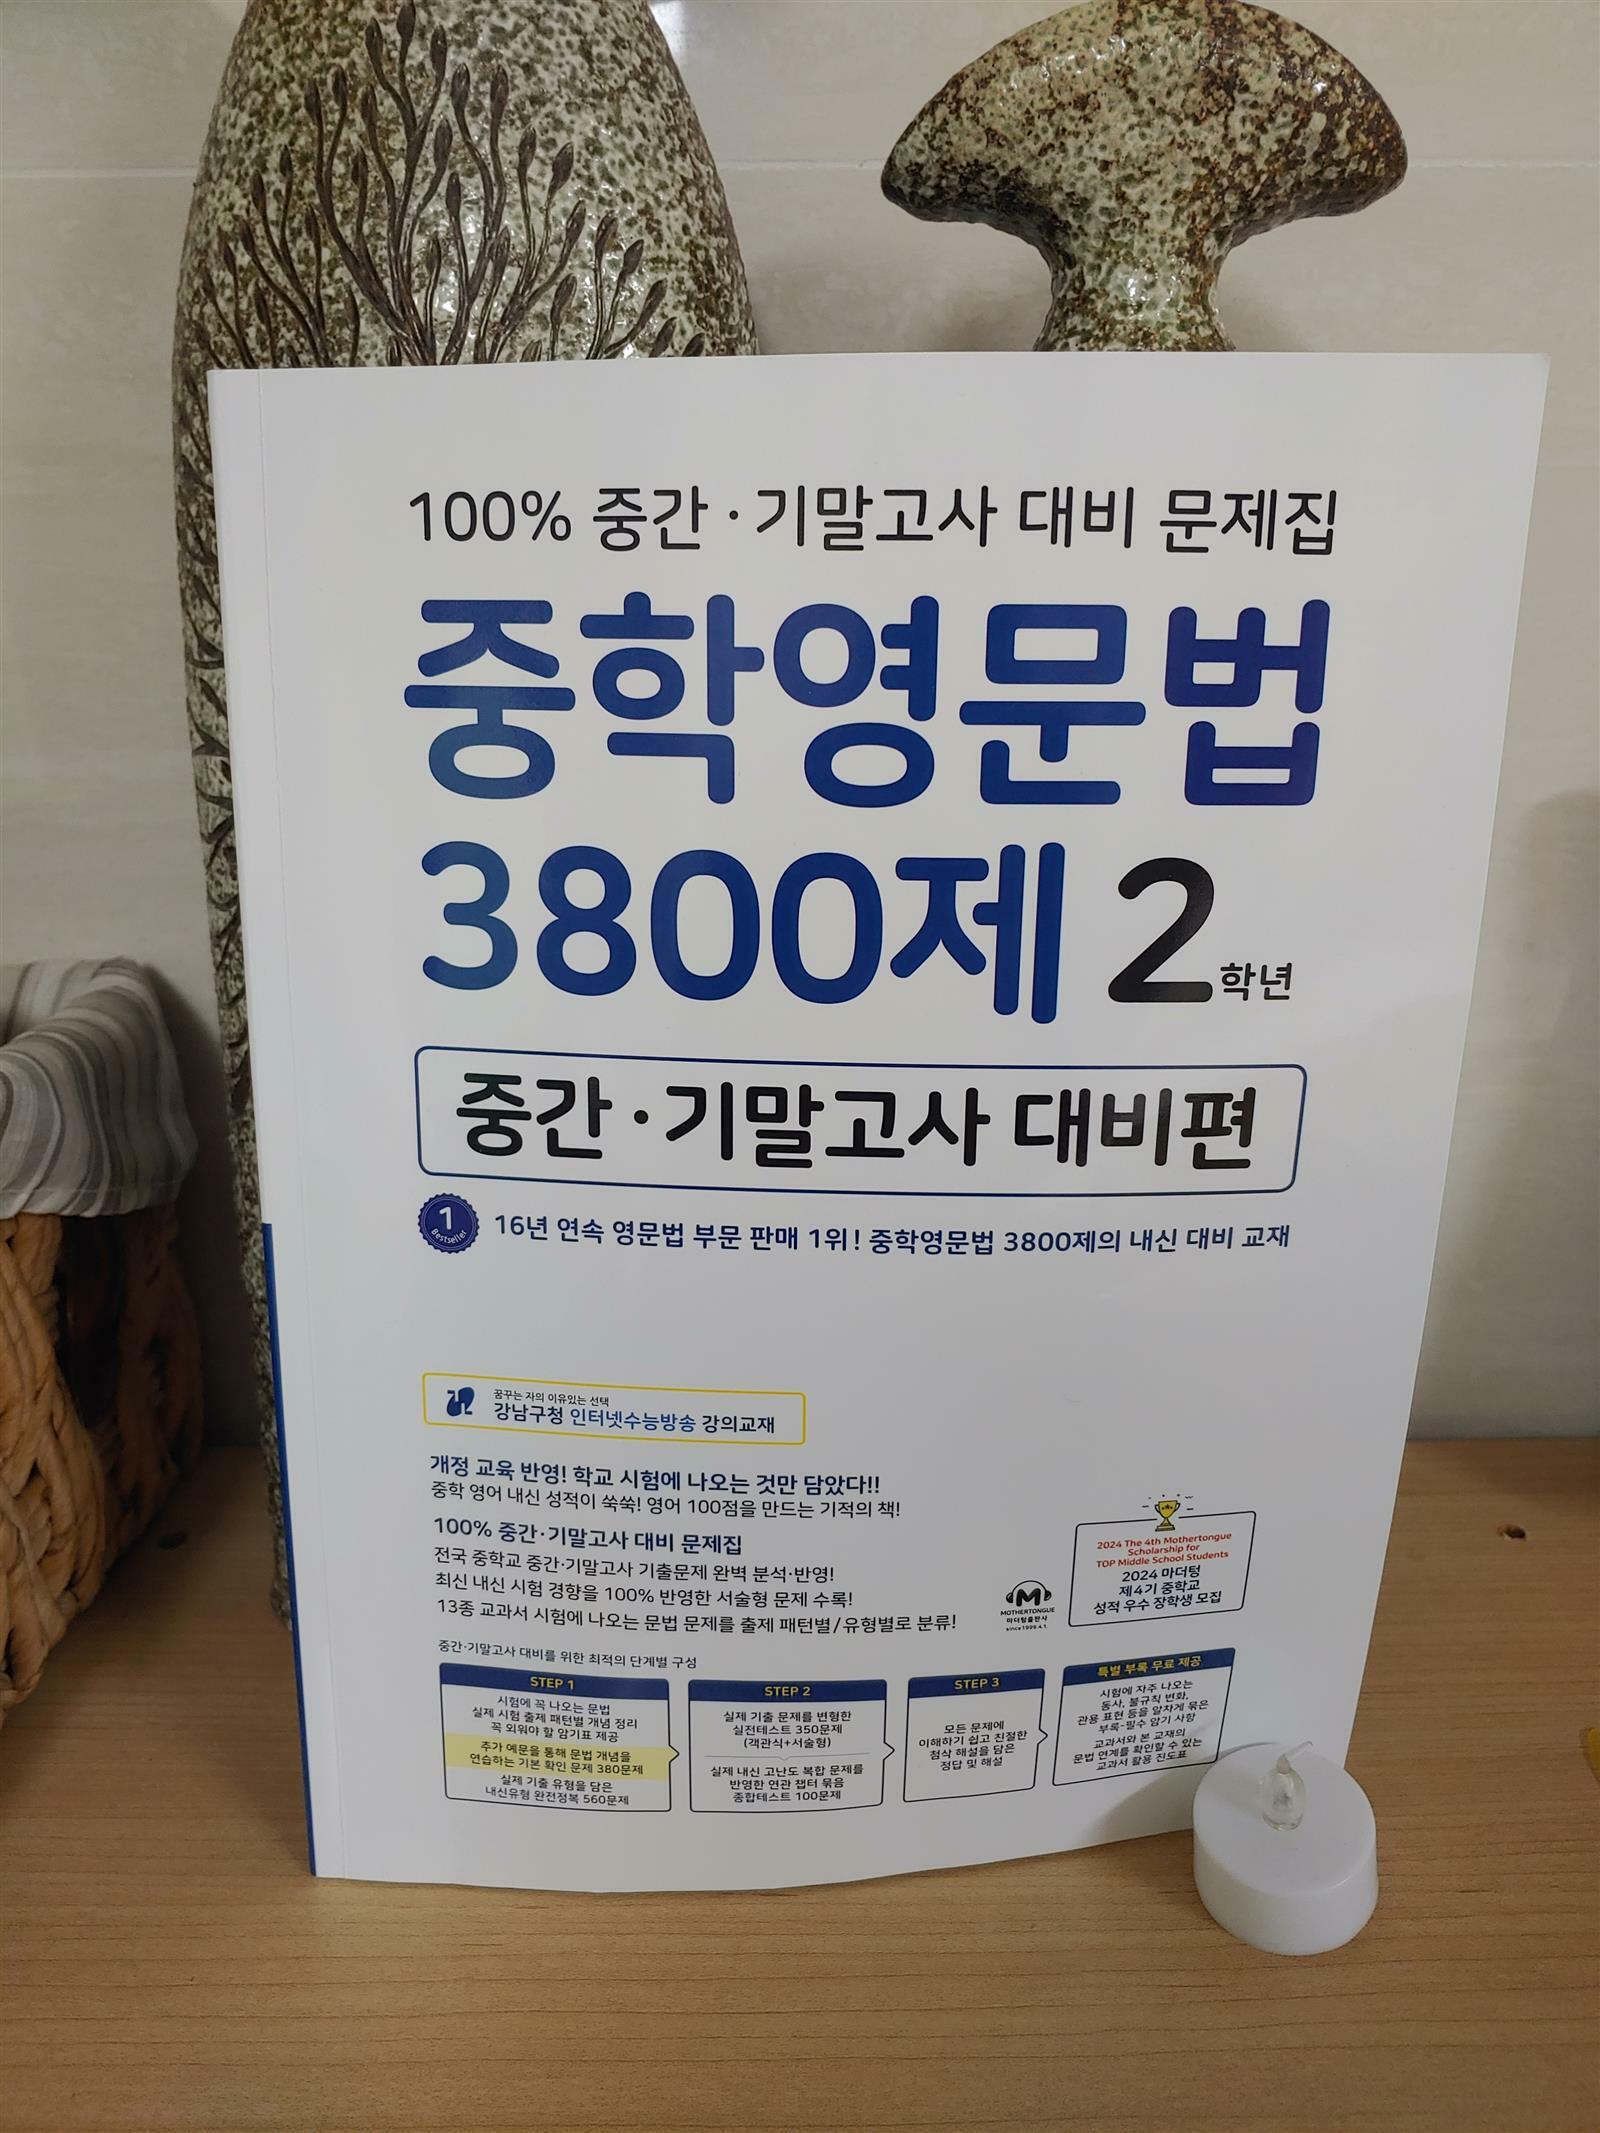 100% 중간·기말고사 대비 문제집
중학영문법
3800제 2학년
중간·기말고사 대비편
1
Bestseller
16년 연속 영문법 부문 판매 1위! 중학영문법 3800제의 내신 대비 교재
꿈꾸는 자의 이유있는 선택
강남구청 인터넷수능방송 강의교재
개정 교육 반영! 학교 시험에 나오는 것만 담았다!!
중학 영어 내신 성적이 쑥쑥! 영어 100점을 만드는 기적의 책!
100% 중간·기말고사 대비 문제집
전국 중학교 중간·기말고사 기출문제 완벽 분석·반영!
최신 내신 시험 경향을 100% 반영한 서술형 문제 수록!
13종 교과서 시험에 나오는 문법 문제를 출제 패턴별/유형별로 분류!
M
MOTHERTONGUE
마더텅출판사
since1999.4.1.
2024 The 4th Mothertongue
Scholarship for
TOP Middle School Students
2024 마더텅
제4기 중학교
성적 우수 장학생 모집
중간·기말고사 대비를 위한 최적의 단계별 구성
STEP 1
시험에 꼭 나오는 문법
실제 시험 출제 패턴별 개념 정리
꼭 외워야 할 암기표 제공
추가 예문을 통해 문법 개념을
연습하는 기본 확인 문제 380문제
실제 기출 유형을 담은
내신유형 완전정복 560문제
STEP 2
실제 기출 문제를 변형한
실전테스트 350문제
(객관식+서술형)
실제 내신 고난도 복합 문제를
반영한 연관 챕터 묶음
종합테스트 100문제
STEP 3
모든 문제에
이해하기 쉽고 친절한
첨삭 해설을 담은
정답 및 해설
특별 부록 무료 제공
시험에 자주 나오는
동사, 불규칙 변화,
관용 표현 등을 알차게 묶은
부록-필수 암기 사항
교과서와 본 교재의
문법 연계를 확인할 수 있는
교과서 활용 진도표